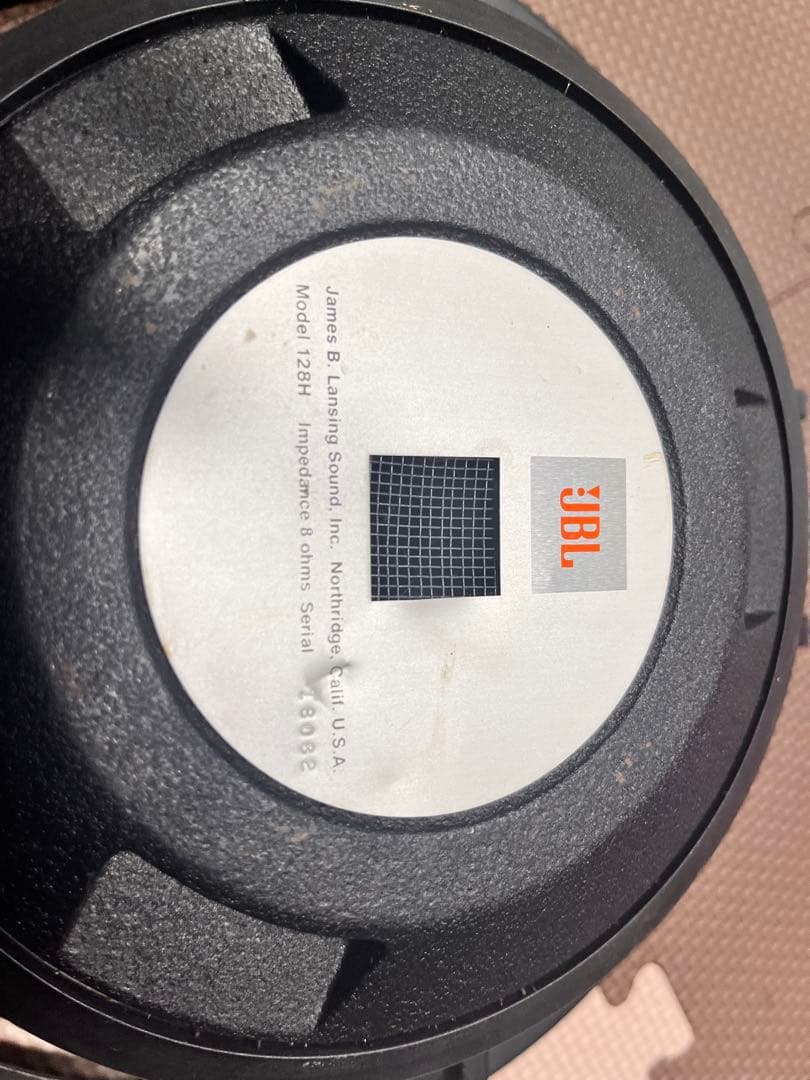 JBL
James B. Lansing Sound, Inc. Northridge, Calif. U.S.A.
Model 128H Impedance 8 ohms Serial